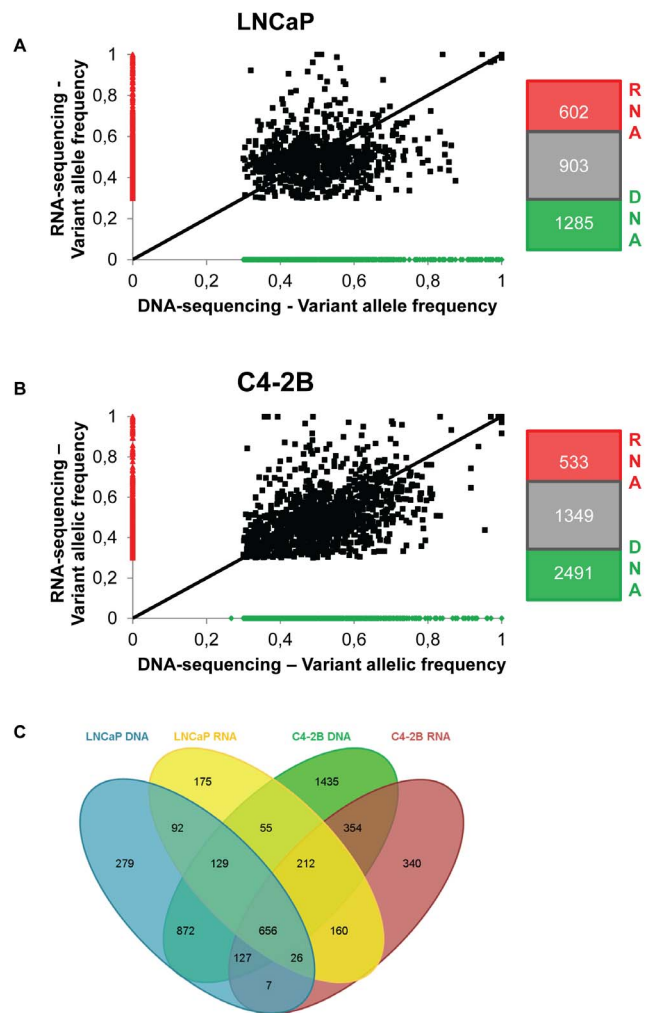 LNCaP
A
RNA-sequencing -
Variant allele frequency
1
0,8
0,6
0,4
0,2
0
0 0,2 0,4 0,6 0,8 1
DNA-sequencing - Variant allele frequency
602
903
1285
R
N
A
D
N
A
C4-2B
B
RNA-sequencing –
Variant allelic frequency
1
0,8
0,6
0,4
0,2
0
0 0,2 0,4 0,6 0,8 1
DNA-sequencing – Variant allelic frequency
533
1349
2491
R
N
A
D
N
A
C
LNCaP DNA LNCaP RNA C4-2B DNA C4-2B RNA
175 1435
92 55 354
279 129 212 340
872 656 160
127 26
7